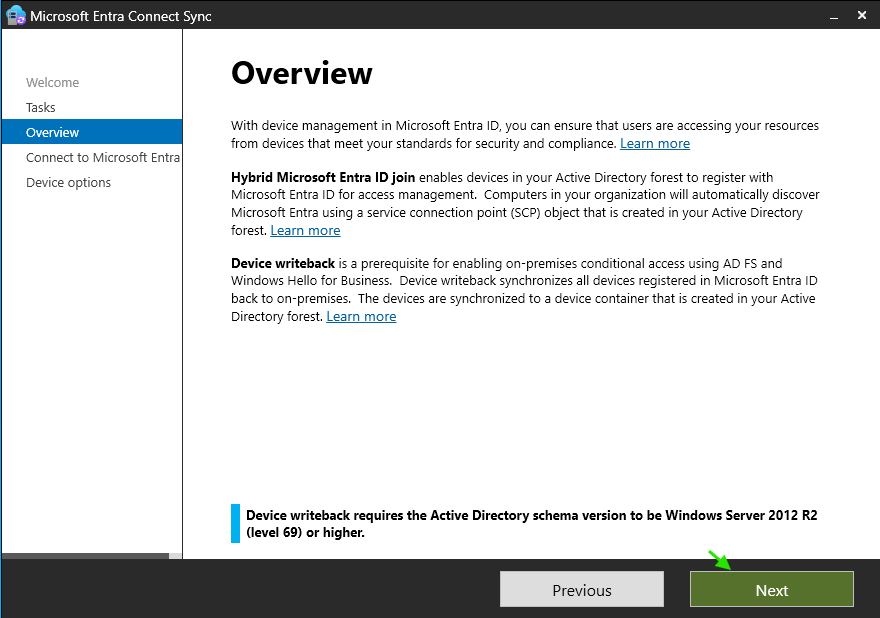 Microsoft Entra Connect Sync
Welcome
Tasks
Overview
Connect to Microsoft Entra
Device options
Overview
With device management in Microsoft Entra ID, you can ensure that users are accessing your resources
from devices that meet your standards for security and compliance. Learn more
Hybrid Microsoft Entra ID join enables devices in your Active Directory forest to register with
Microsoft Entra ID for access management.  Computers in your organization will automatically discover
Microsoft Entra using a service connection point (SCP) object that is created in your Active Directory
forest. Learn more
Device writeback is a prerequisite for enabling on-premises conditional access using AD FS and
Windows Hello for Business.  Device writeback synchronizes all devices registered in Microsoft Entra ID
back to on-premises.  The devices are synchronized to a device container that is created in your Active
Directory forest. Learn more
Device writeback requires the Active Directory schema version to be Windows Server 2012 R2
(level 69) or higher.
Previous
Next